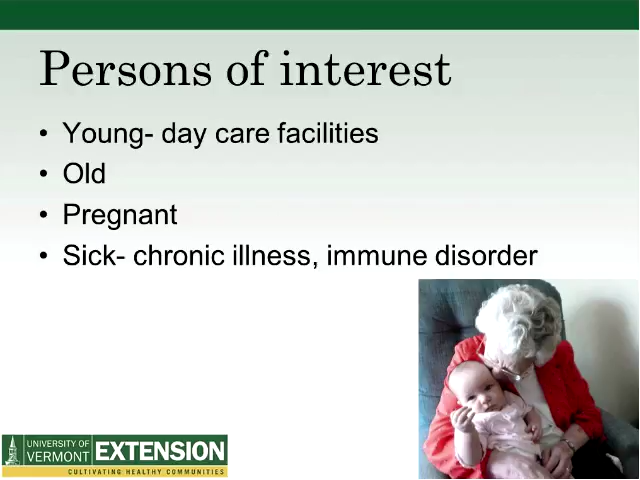 Persons of interest
• Young- day care facilities
• Old
• Pregnant
• Sick- chronic illness, immune disorder
UNIVERSITY OF
VERMONT
EXTENSION
CULTIVATING HEALTHY COMMUNITIES